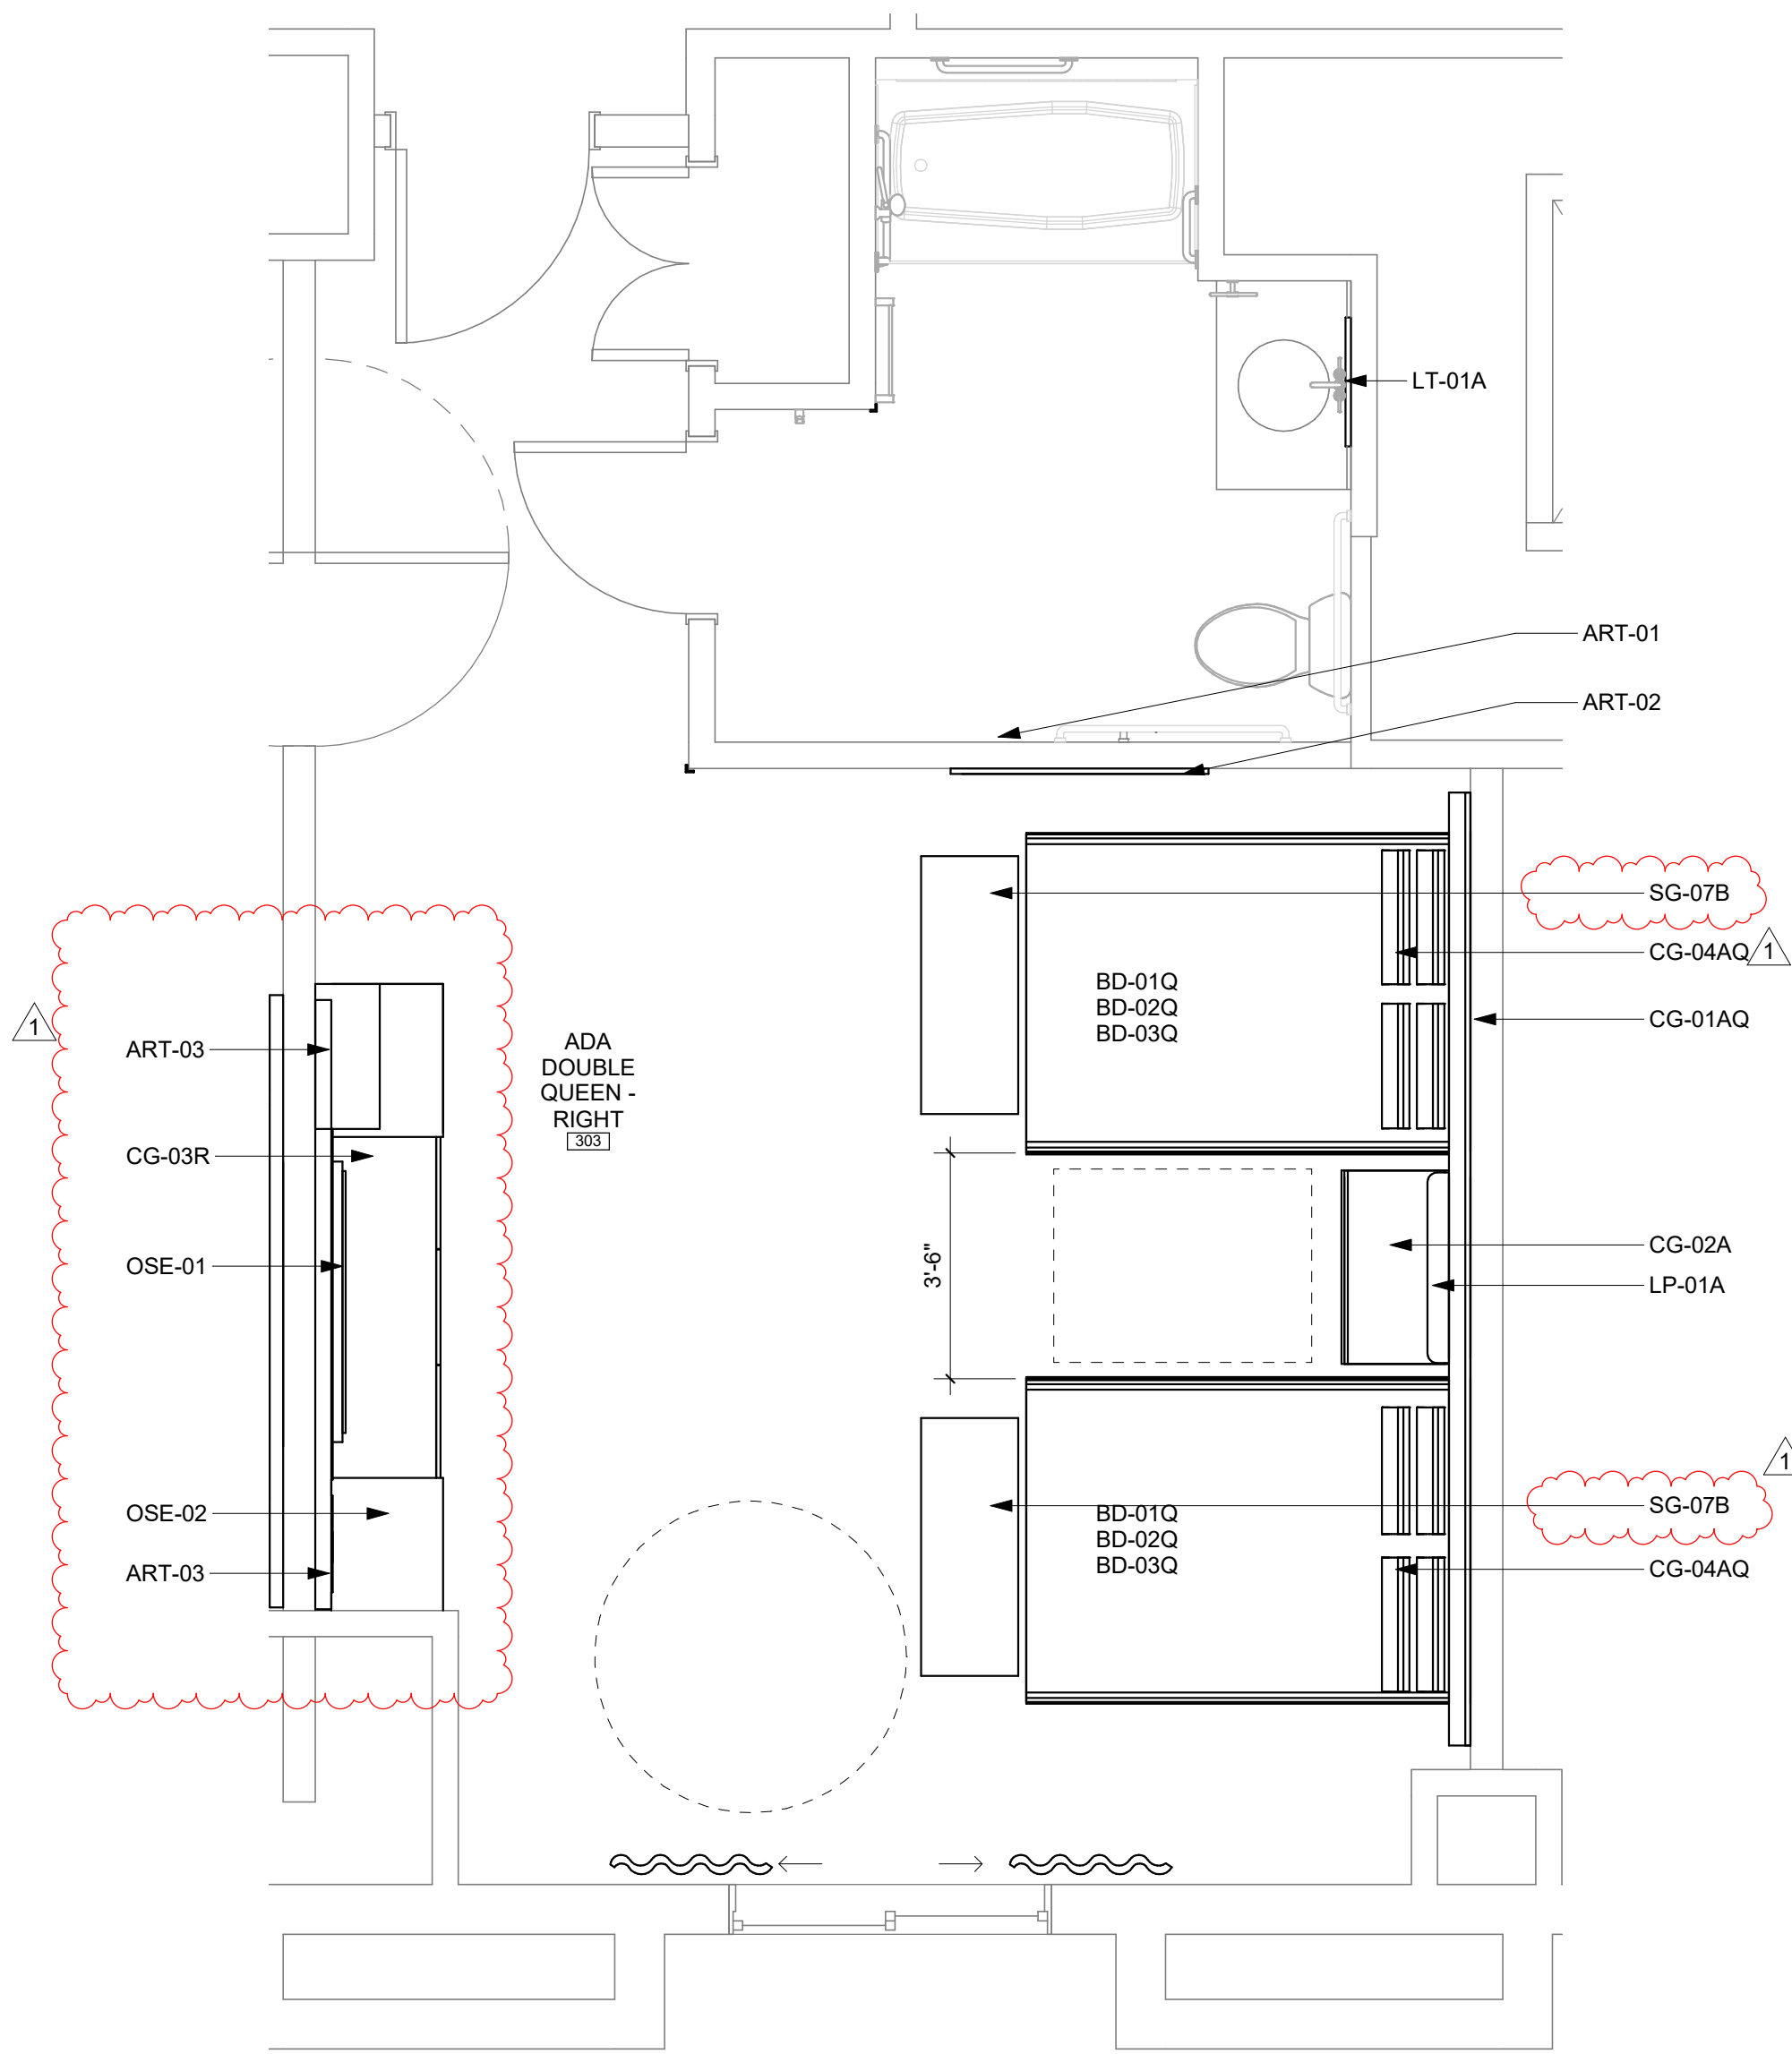 LT-01A
ART-01
ART-02
SG-07B
CG-04AQ
1
CG-01AQ
BD-01Q
BD-02Q
BD-03Q
1
ART-03
ADA
DOUBLE
QUEEN -
RIGHT
303
CG-03R
OSE-01
3'-6"
CG-02A
LP-01A
1
SG-07B
OSE-02
BD-01Q
BD-02Q
BD-03Q
CG-04AQ
ART-03